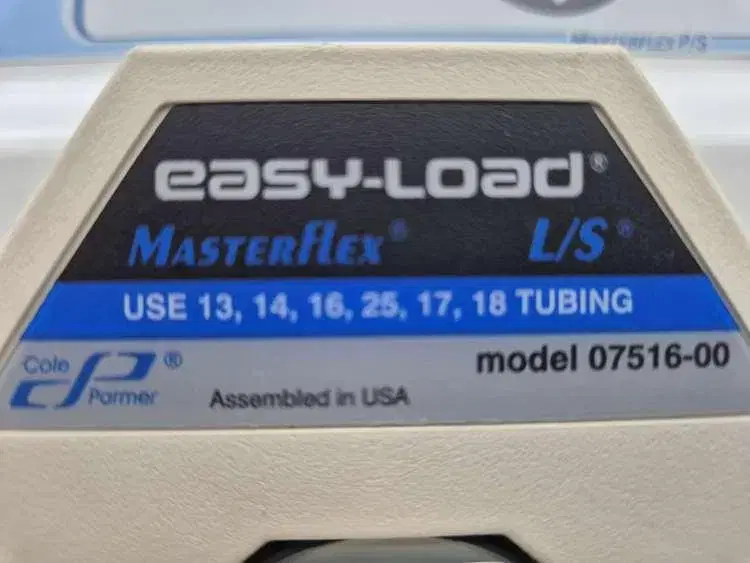 MASTERFLEX P/S
easy-Load®
MASTERFLEX® L/S®
USE 13, 14, 16, 25, 17, 18 TUBING
model 07516-00
Cole ®
Parmer
Assembled in USA